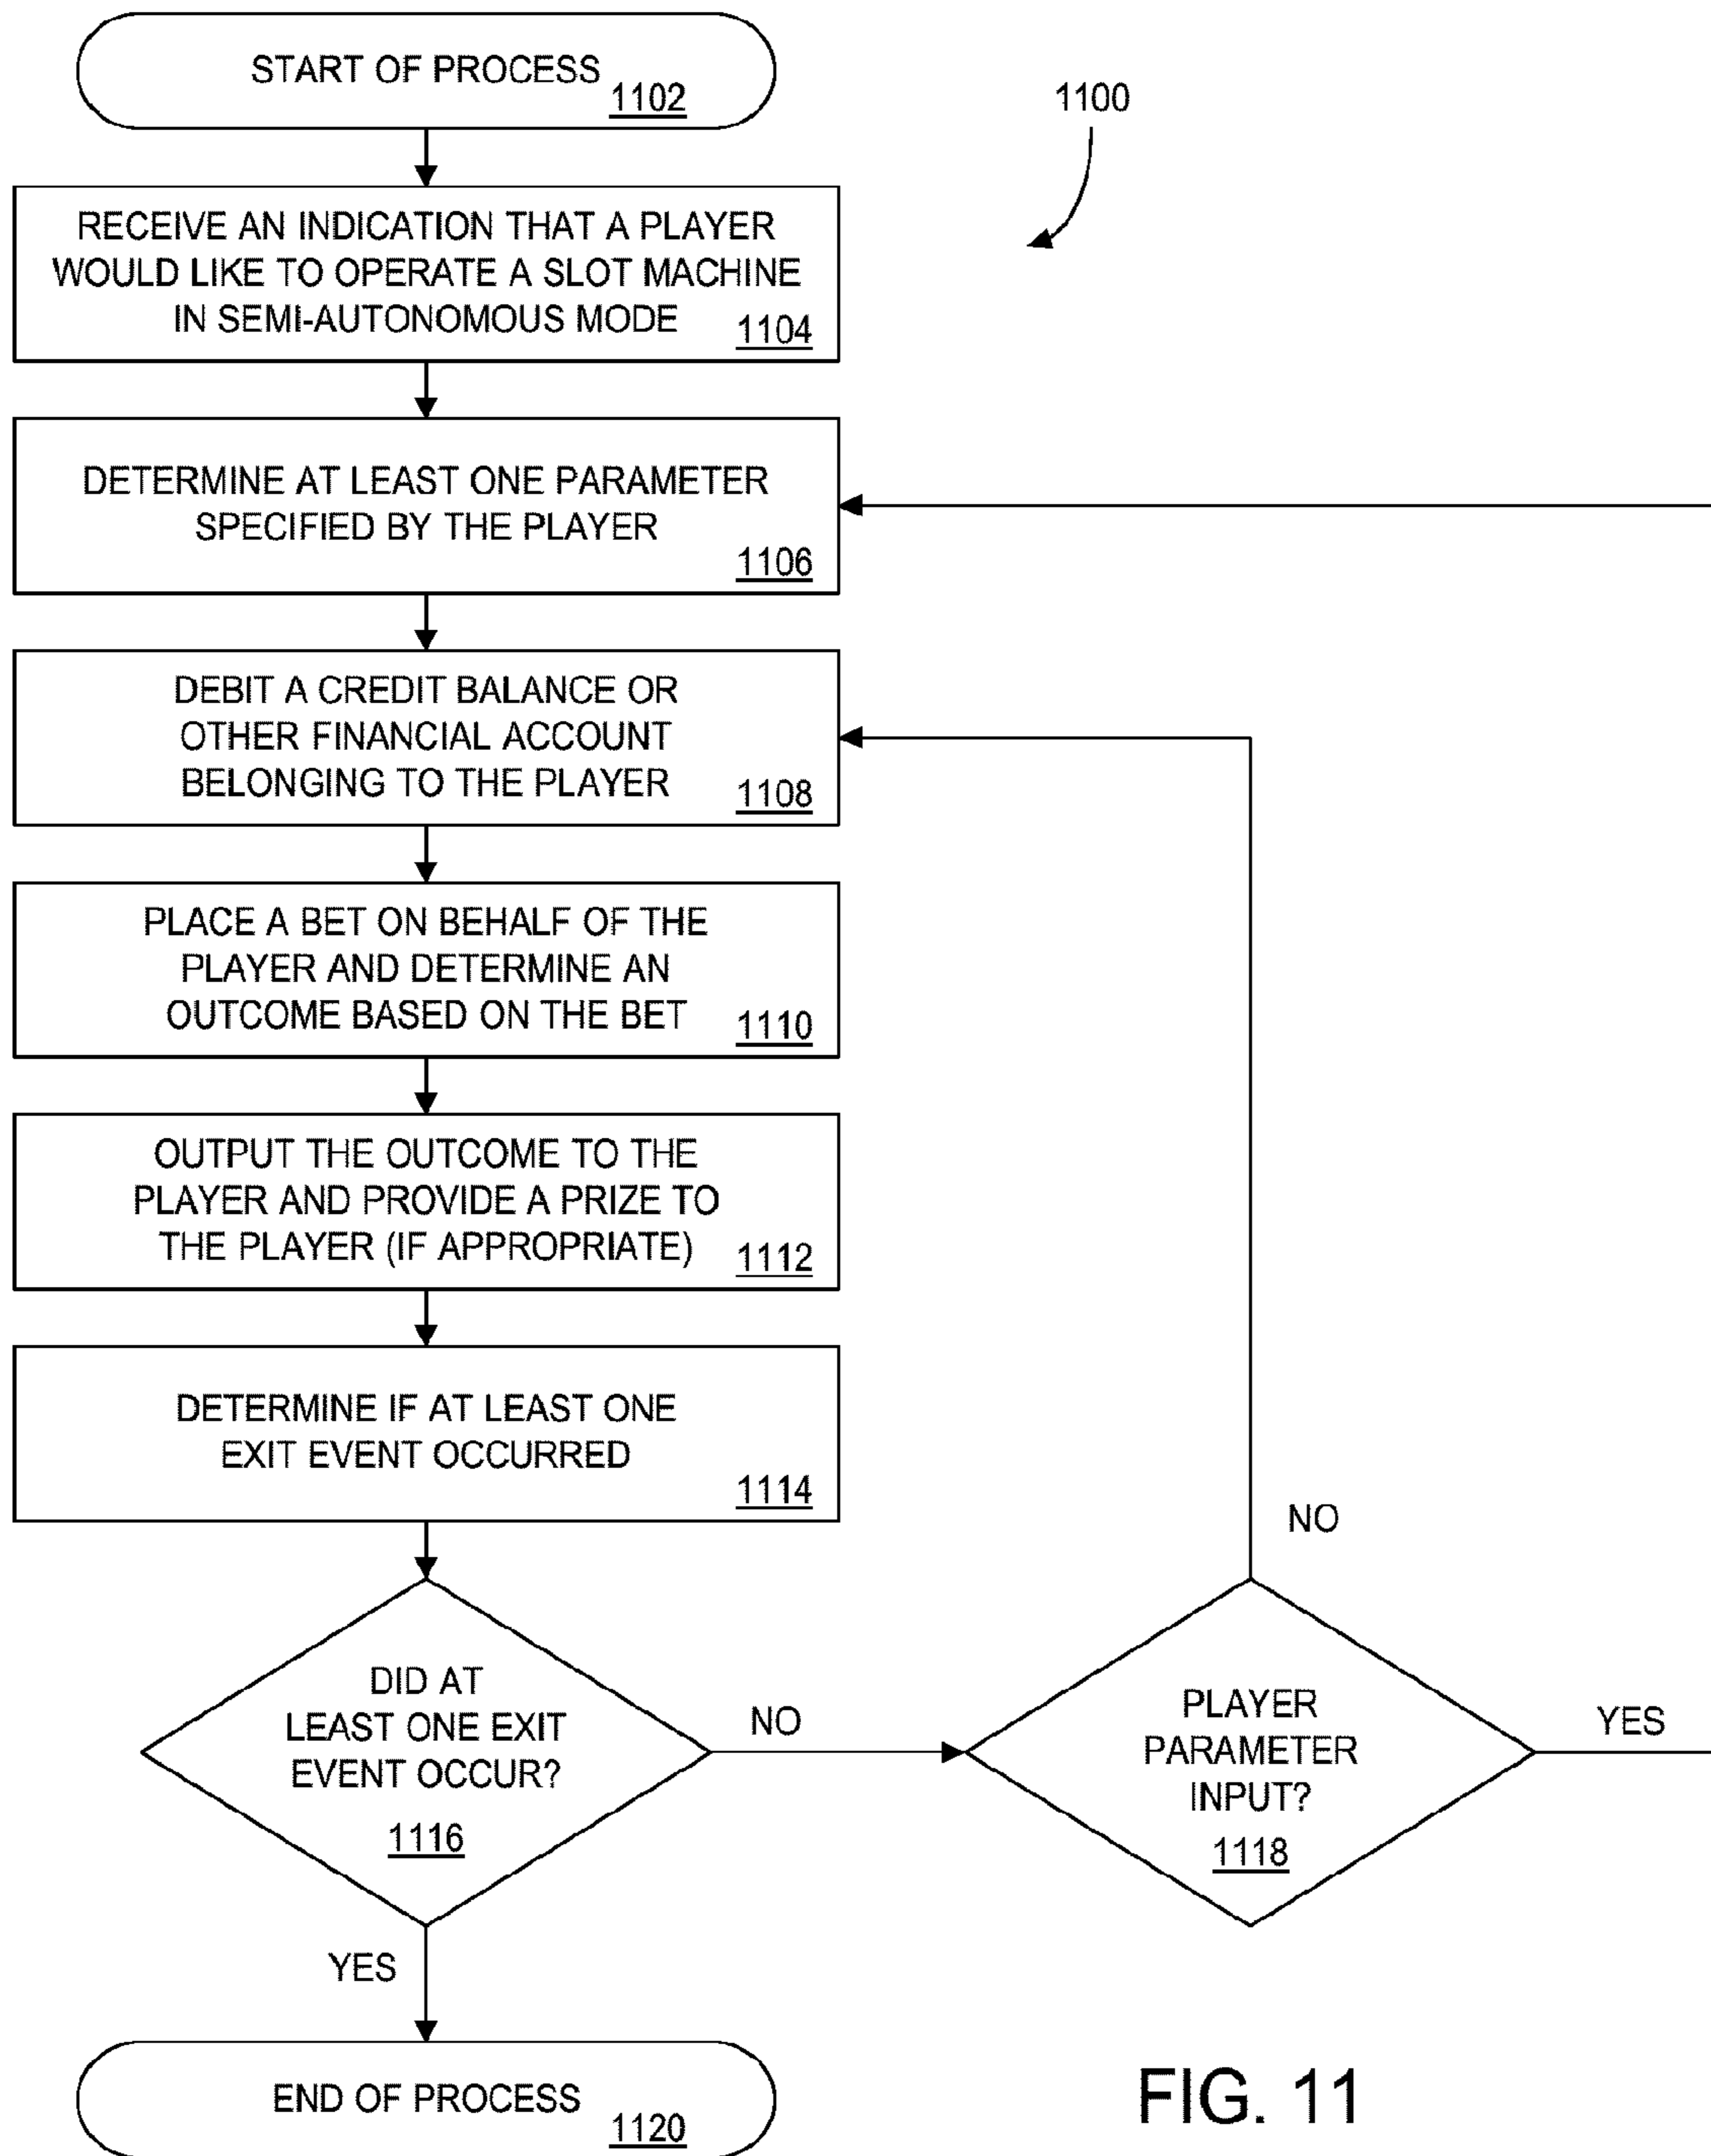 START OF PROCESS
1102
1100
RECEIVE AN INDICATION THAT A PLAYER
WOULD LIKE TO OPERATE A SLOT MACHINE
IN SEMI-AUTONOMOUS MODE
1104
DETERMINE AT LEAST ONE PARAMETER
SPECIFIED BY THE PLAYER
1106
DEBIT A CREDIT BALANCE OR
OTHER FINANCIAL ACCOUNT
BELONGING TO THE PLAYER
1108
PLACE A BET ON BEHALF OF THE
PLAYER AND DETERMINE AN
OUTCOME BASED ON THE BET
1110
OUTPUT THE OUTCOME TO THE
PLAYER AND PROVIDE A PRIZE TO
THE PLAYER (IF APPROPRIATE)
1112
DETERMINE IF AT LEAST ONE
EXIT EVENT OCCURRED
1114
DID AT
LEAST ONE EXIT
EVENT OCCUR?
1116
NO
PLAYER
PARAMETER
INPUT?
1118
NO
YES
YES
END OF PROCESS
1120
FIG. 11